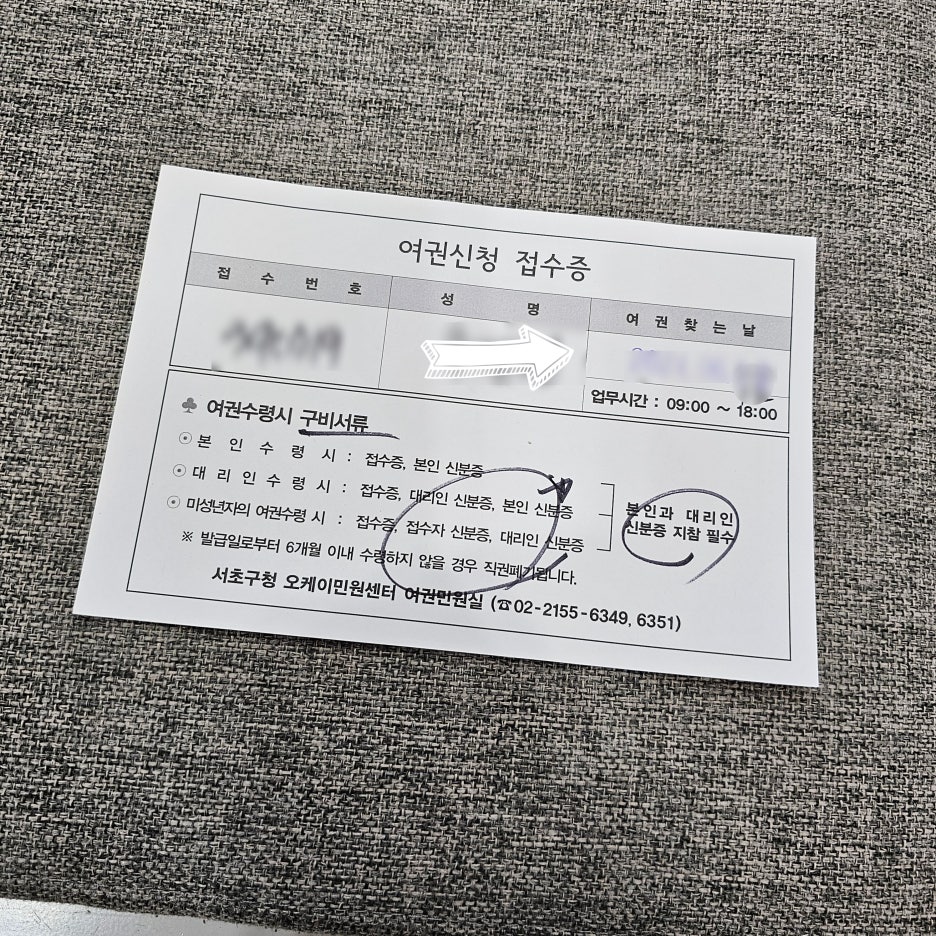 여권신청 접수증
접 수 번 호 성 명 여 권 찾 는 날
업무시간 : 09:00 ~ 18:00
♣ 여권수령시 구비서류
⊙ 본 인 수 령 시 : 접수증, 본인 신분증
⊙ 대 리 인 수 령 시 : 접수증, 대리인 신분증, 본인 신분증
⊙ 미성년자의 여권수령 시 : 접수증, 접수자 신분증, 대리인 신분증
본인과 대리인
신분증 지참 필수
※ 발급일로부터 6개월 이내 수령하지 않을 경우 직권폐기됩니다.
서초구청 오케이민원센터 여권민원실 (☎02-2155-6349, 6351)